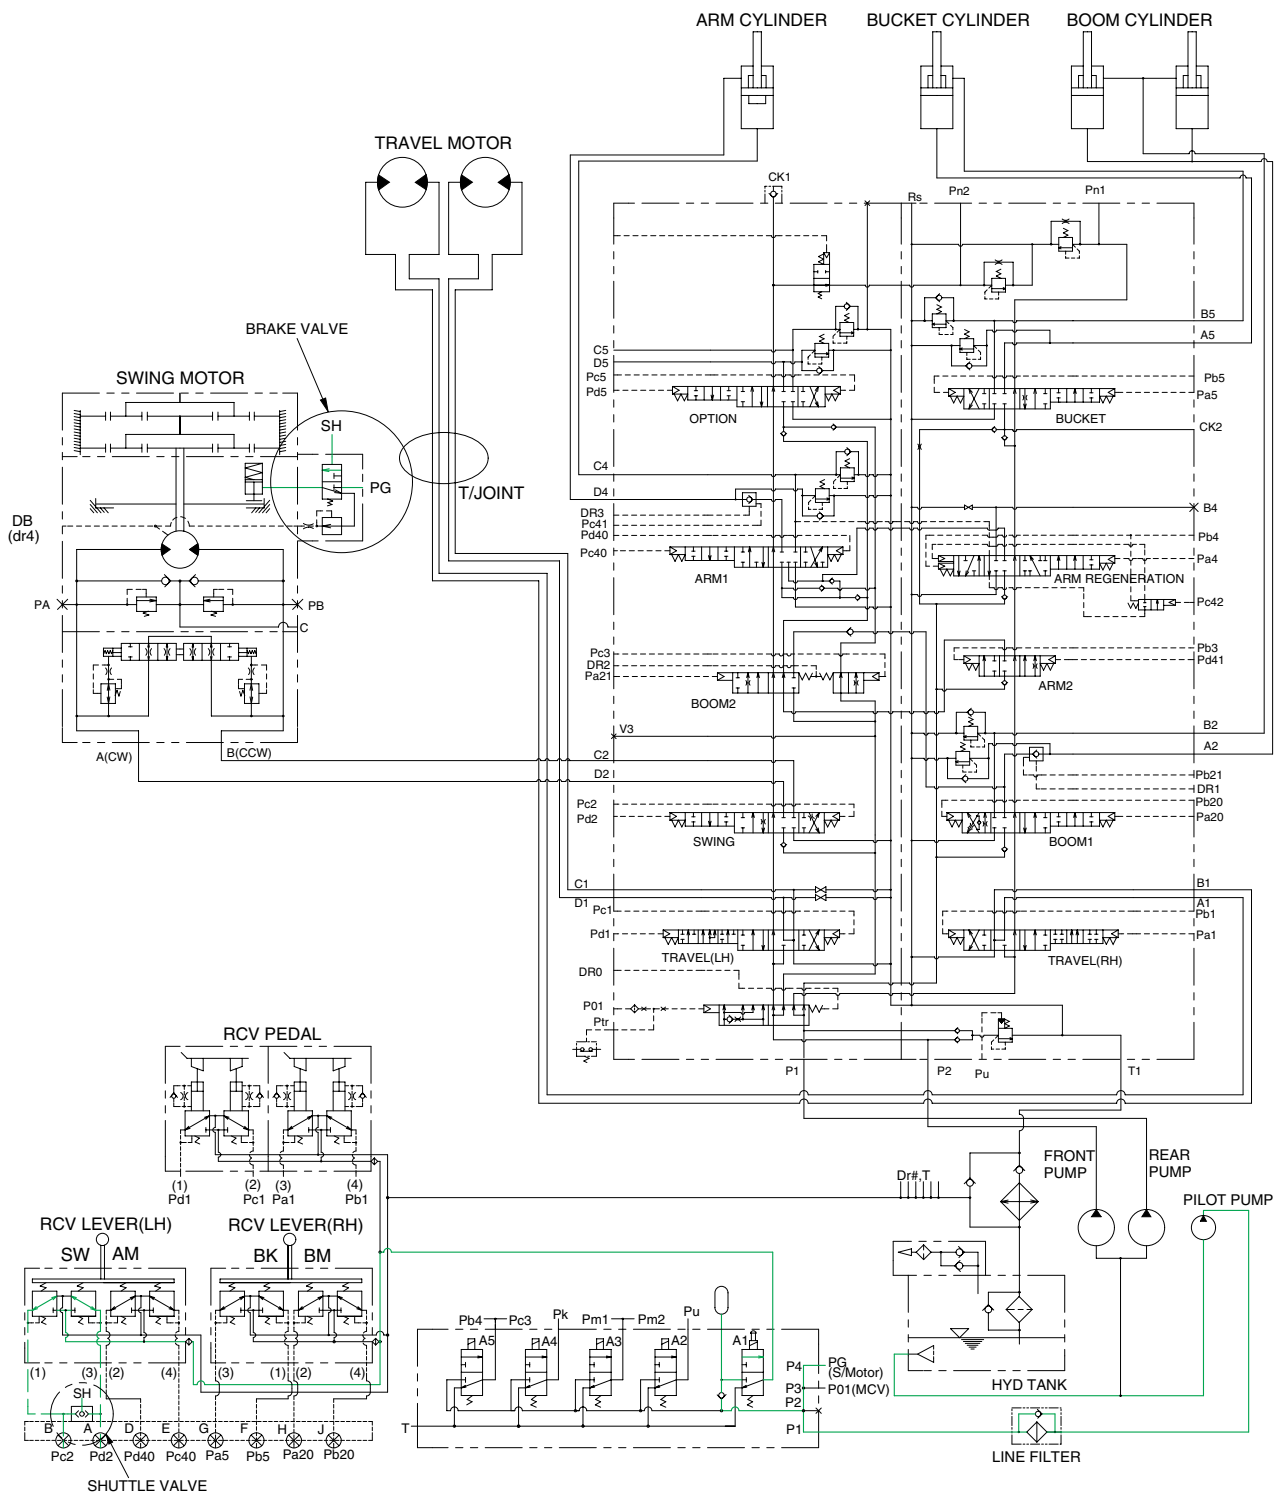 ARM CYLINDER
BUCKET CYLINDER
BOOM CYLINDER
TRAVEL MOTOR
CK1
Rs
Pn2
Pn1
BRAKE VALVE
SWING MOTOR
SH
PG
T/JOINT
DB
(dr4)
PA
PB
C
A(CW)
B(CCW)
C5
D5
Pc5
Pd5
OPTION
B5
A5
Pb5
Pa5
BUCKET
CK2
C4
D4
DR3
Pc41
Pd40
Pc40
ARM1
B4
Pb4
Pa4
ARM REGENERATION
Pc42
Pc3
DR2
Pa21
BOOM2
Pb3
Pd41
ARM2
V3
C2
D2
B2
A2
Pb21
DR1
Pb20
Pa20
Pc2
Pd2
SWING
BOOM1
C1
D1
Pc1
Pd1
TRAVEL(LH)
B1
A1
Pb1
Pa1
TRAVEL(RH)
DR0
P01
Ptr
P1
P2
Pu
T1
RCV PEDAL
(1)
(2)
(3)
(4)
Pd1
Pc1
Pa1
Pb1
RCV LEVER(LH)
RCV LEVER(RH)
SW
AM
BK
BM
(1)
(3)
(2)
(4)
(3)
(1)
(2)
(4)
SH
B
A
D
E
G
F
H
J
Pc2
Pd2
Pd40
Pc40
Pa5
Pb5
Pa20
Pb20
SHUTTLE VALVE
Dr#,T
FRONT
PUMP
REAR
PUMP
PILOT PUMP
HYD TANK
LINE FILTER
Pb4
Pc3
Pk
Pm1
Pm2
Pu
A5
A4
A3
A2
A1
P4
PG
(S/Motor)
P3
P01(MCV)
P2
P1
T